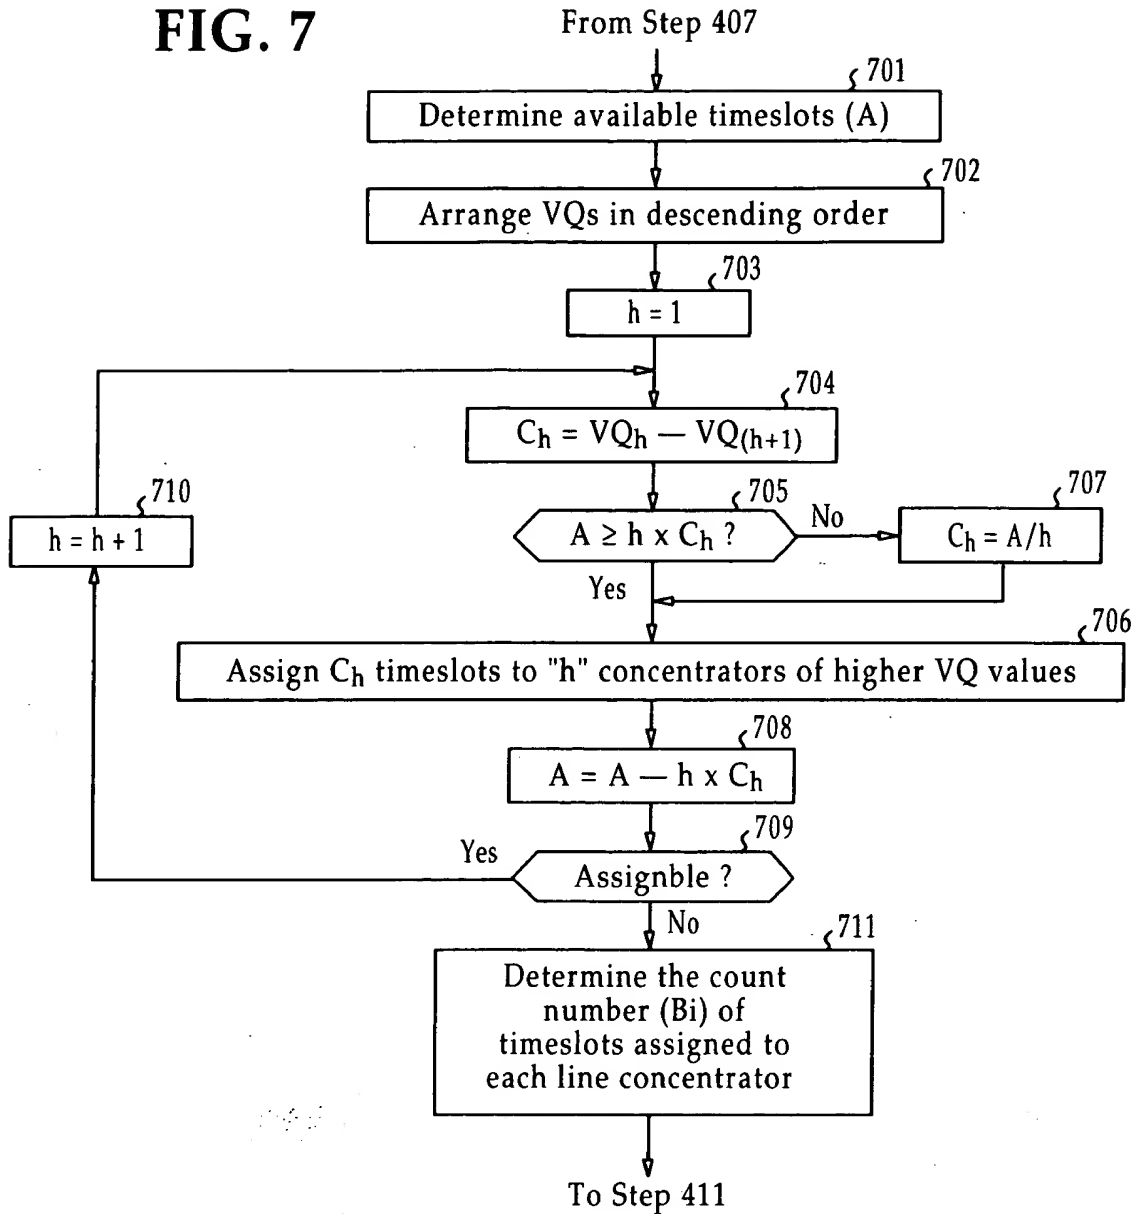 FIG. 7
From Step 407
701
Determine available timeslots (A)
702
Arrange VQs in descending order
703
h = 1
704
Ch = VQh — VQ(h+1)
705
A ≥ h x Ch ?
No
707
Ch = A/h
710
h = h + 1
Yes
706
Assign Ch timeslots to "h" concentrators of higher VQ values
708
A = A — h x Ch
709
Yes
Assignble ?
No
711
Determine the count
number (Bi) of
timeslots assigned to
each line concentrator
To Step 411